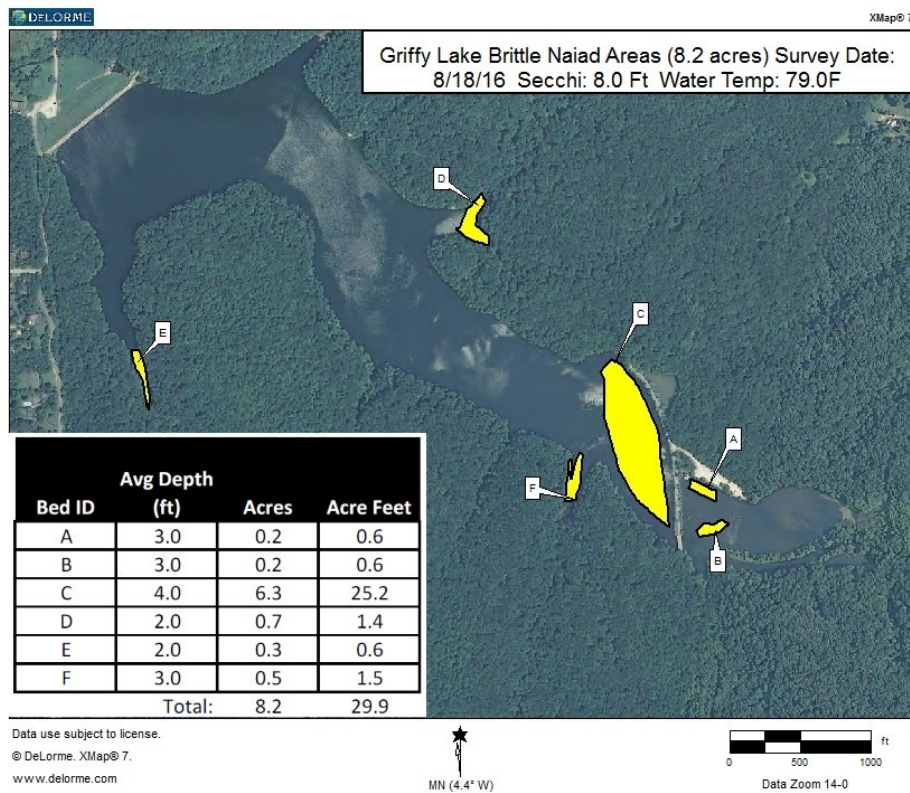 DELORME
XMap® 7
Griffy Lake Brittle Naiad Areas (8.2 acres) Survey Date:
8/18/16 Secchi: 8.0 Ft Water Temp: 79.0F
D
C
E
A
F
B
Bed ID Avg Depth (ft) Acres Acre Feet
A 3.0 0.2 0.6
B 3.0 0.2 0.6
C 4.0 6.3 25.2
D 2.0 0.7 1.4
E 2.0 0.3 0.6
F 3.0 0.5 1.5
Total: 8.2 29.9
Data use subject to license.
© DeLorme. XMap® 7.
www.delorme.com
MN (4.4° W)
ft
0 500 1000
Data Zoom 14-0